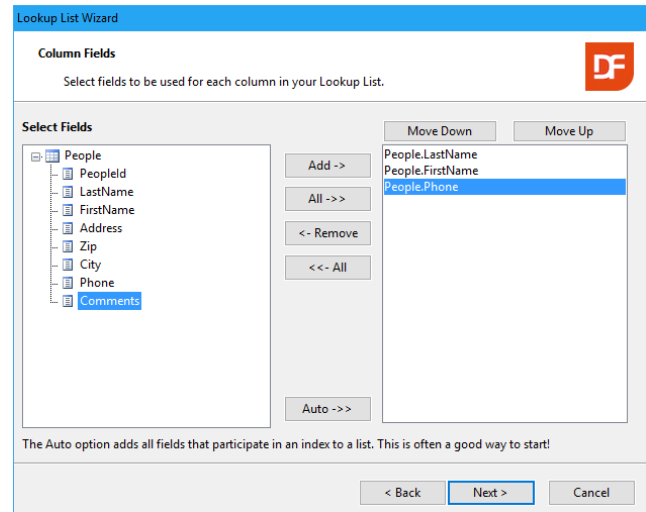 Lookup List Wizard
Column Fields
Select fields to be used for each column in your Lookup List.
DF
Select Fields
Move Down
Move Up
People
PeopleId
LastName
FirstName
Address
Zip
City
Phone
Comments
Add ->
All ->>
<- Remove
<<- All
Auto ->>
People.LastName
People.FirstName
People.Phone
The Auto option adds all fields that participate in an index to a list. This is often a good way to start!
< Back
Next >
Cancel